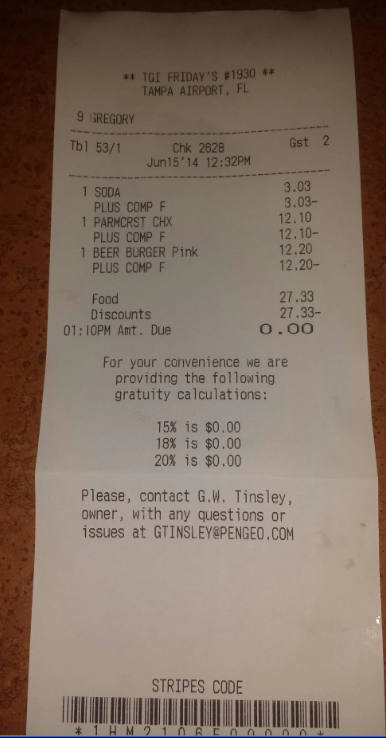 ** TGI FRIDAY'S #1930 **
TAMPA AIRPORT, FL
9 GREGORY
Tbl 53/1 Chk 2628 Gst 2
Jun15'14 12:32PM
1 SODA 3.03
PLUS COMP F 3.03-
1 PARMCRST CHX 12.10
PLUS COMP F 12.10-
1 BEER BURGER Pink 12.20
PLUS COMP F 12.20-
Food 27.33
Discounts 27.33-
01:10PM Amt. Due 0.00
For your convenience we are
providing the following
gratuity calculations:
15% is $0.00
18% is $0.00
20% is $0.00
Please, contact G.W. Tinsley,
owner, with any questions or
issues at GTINSLEY@PENGEO.COM
STRIPES CODE